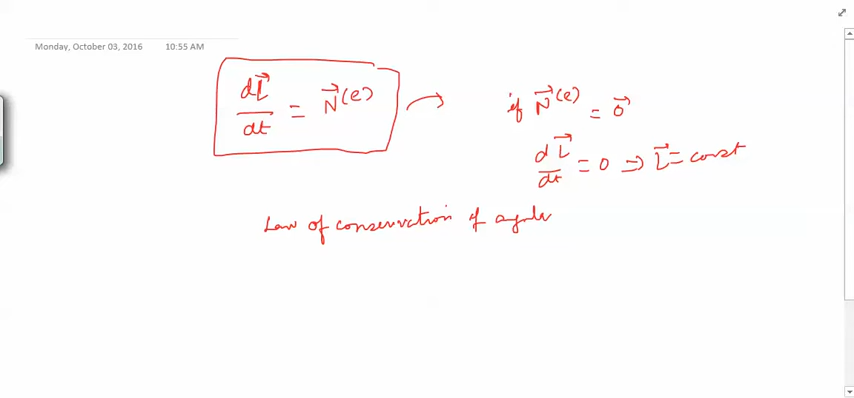 Monday, October 03, 2016 10:55 AM
dL⃗/dt = N⃗^(e)
if N⃗^(e) = 0⃗
dL⃗/dt = 0 ⇒ L⃗ = const
Law of conservation of angular